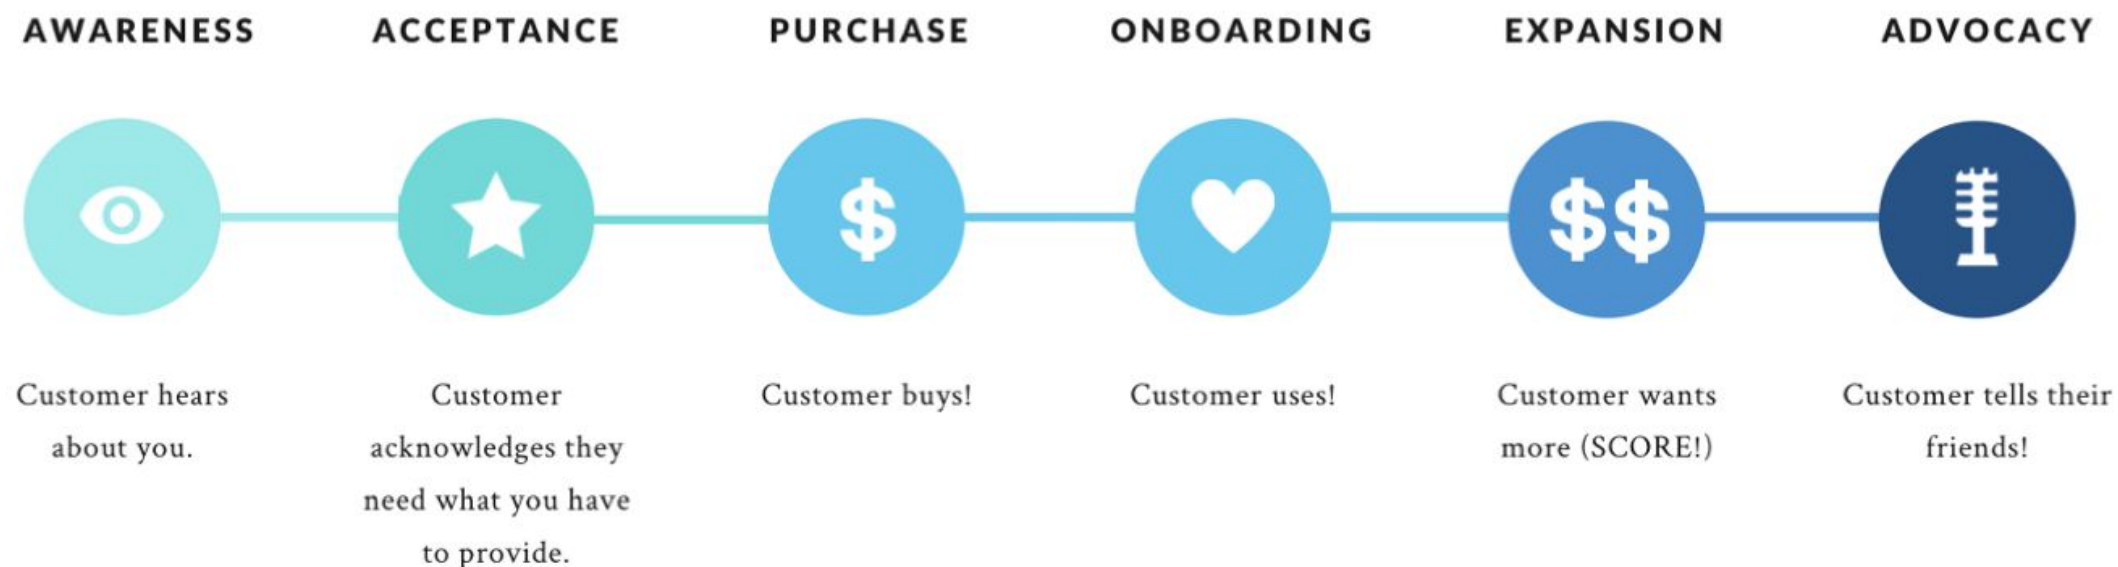 AWARENESS
ACCEPTANCE
PURCHASE
ONBOARDING
EXPANSION
ADVOCACY
$
$$
Customer hears
about you.
Customer
acknowledges they
need what you have
to provide.
Customer buys!
Customer uses!
Customer wants
more (SCORE!)
Customer tells their
friends!